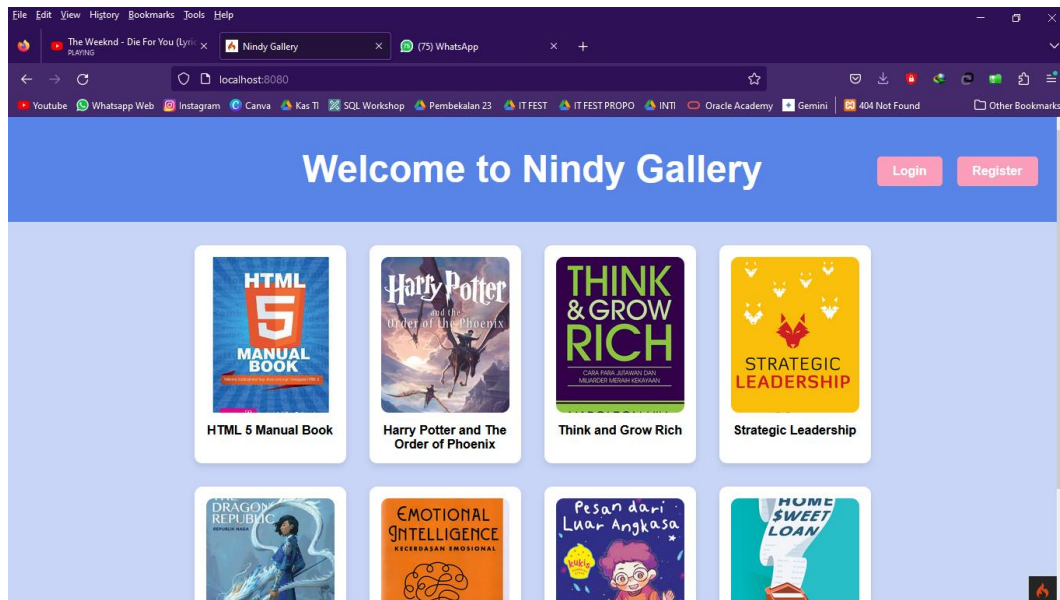 File Edit View History Bookmarks Tools Help
The Weeknd - Die For You (Lyric
PLAYING
Nindy Gallery
(75) WhatsApp
localhost:8080
Youtube Whatsapp Web Instagram Canva Kas TI SQL Workshop Pembekalan 23 IT FEST IT FEST PROPO INTI Oracle Academy Gemini 404 Not Found Other Bookmarks
Welcome to Nindy Gallery
Login
Register
HTML
5
MANUAL
BOOK
HTML 5 Manual Book
Harry Potter
and the
Order of the Phoenix
Harry Potter and The
Order of Phoenix
THINK
& GROW
RICH
CARA PARA JUTAWAN DAN
MILIARDER MERAIH KEKAYAAN
Think and Grow Rich
STRATEGIC
LEADERSHIP
Strategic Leadership
DRAGON
REPUBLIC
REPUBLIK NAGA
EMOTIONAL
INTELLIGENCE
KECERDASAN EMOSIONAL
Pesan dari
Luar Angkasa
kukis
HOME
$WEET
LOAN